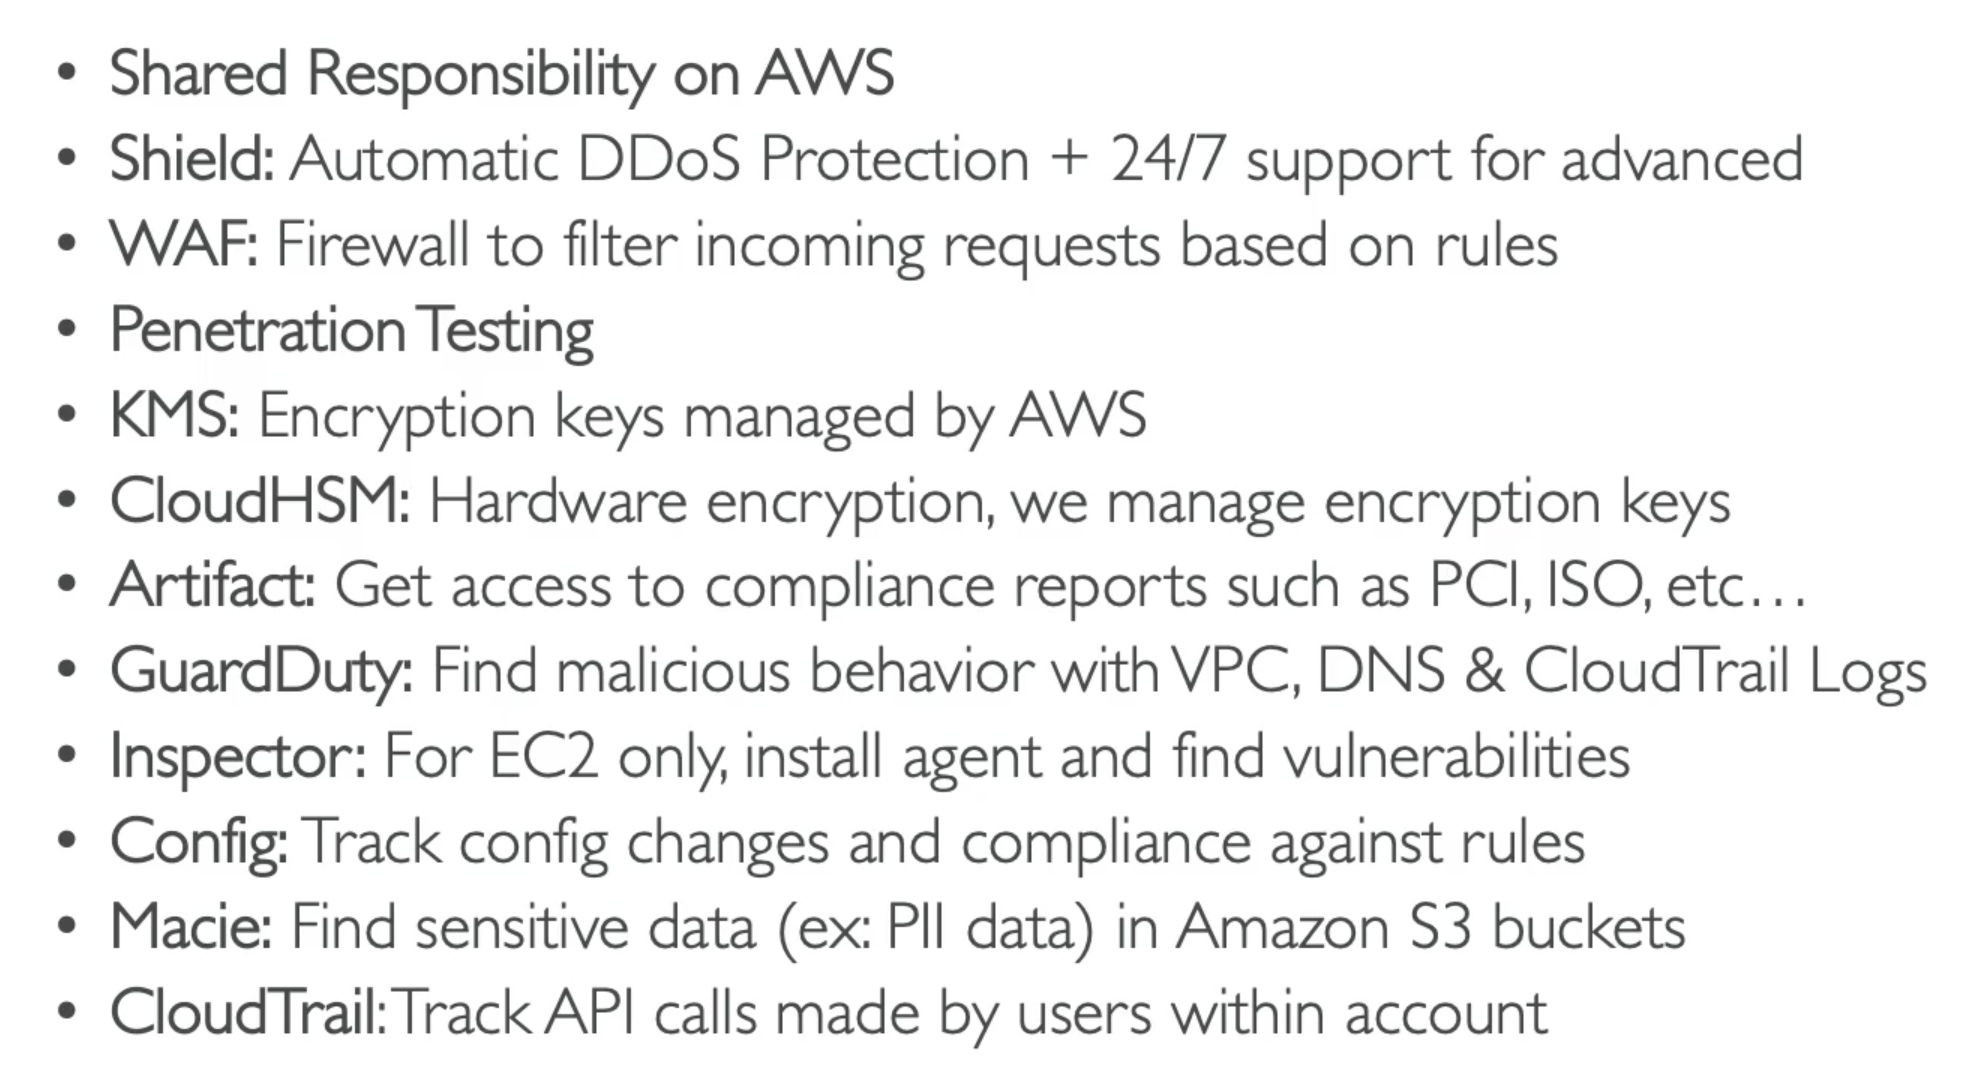 • Shared Responsibility on AWS
• Shield: Automatic DDoS Protection + 24/7 support for advanced
• WAF: Firewall to filter incoming requests based on rules
• Penetration Testing
• KMS: Encryption keys managed by AWS
• CloudHSM: Hardware encryption, we manage encryption keys
• Artifact: Get access to compliance reports such as PCI, ISO, etc…
• GuardDuty: Find malicious behavior with VPC, DNS & CloudTrail Logs
• Inspector: For EC2 only, install agent and find vulnerabilities
• Config: Track config changes and compliance against rules
• Macie: Find sensitive data (ex: PII data) in Amazon S3 buckets
• CloudTrail: Track API calls made by users within account